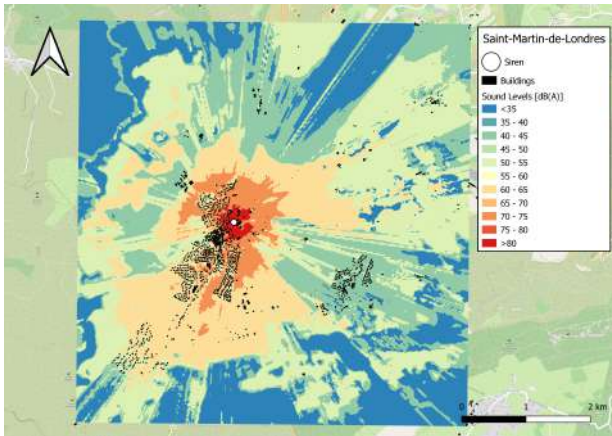 Saint-Martin-de-Londres
Siren
Buildings
Sound Levels [dB(A)]
<35
35 - 40
40 - 45
45 - 50
50 - 55
55 - 60
60 - 65
65 - 70
70 - 75
75 - 80
>80
0 1 2 km